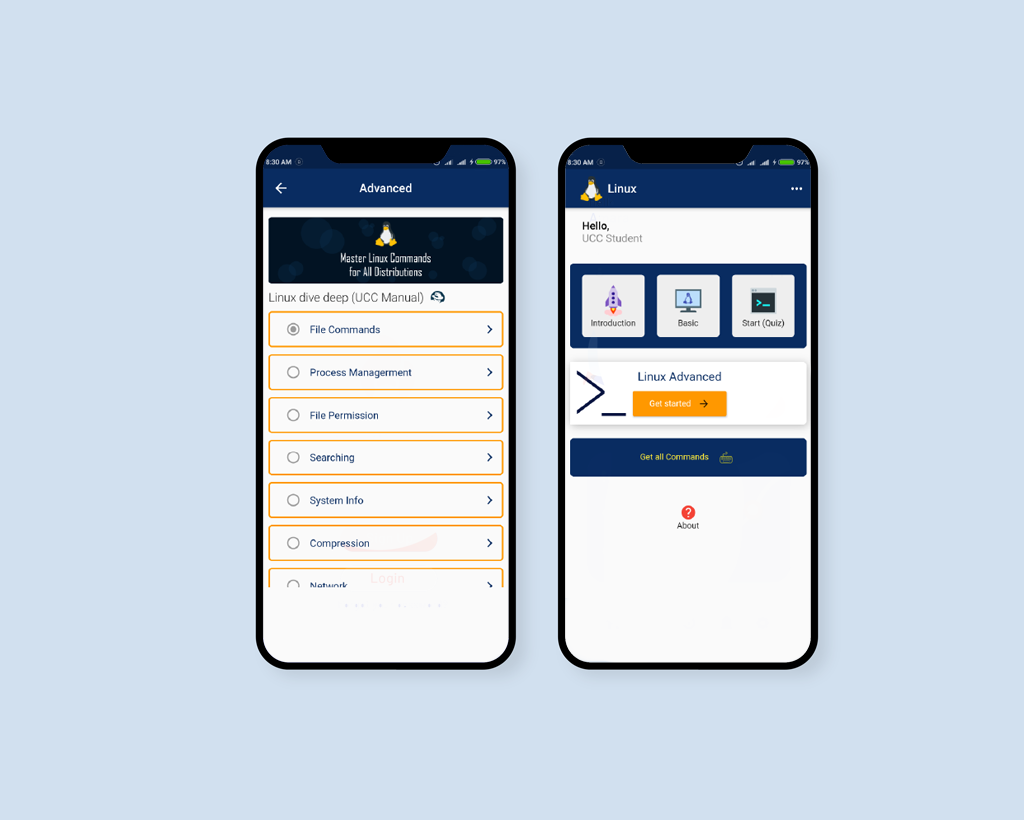 8:30 AM
97%
Advanced
Master Linux Commands
for All Distributions
Linux dive deep (UCC Manual)
File Commands
Process Managerment
File Permission
Searching
System Info
Compression
Login
Network
8:30 AM
97%
Linux
Hello,
UCC Student
Introduction
Basic
Start (Quiz)
Linux Advanced
Get started
Get all Commands
About